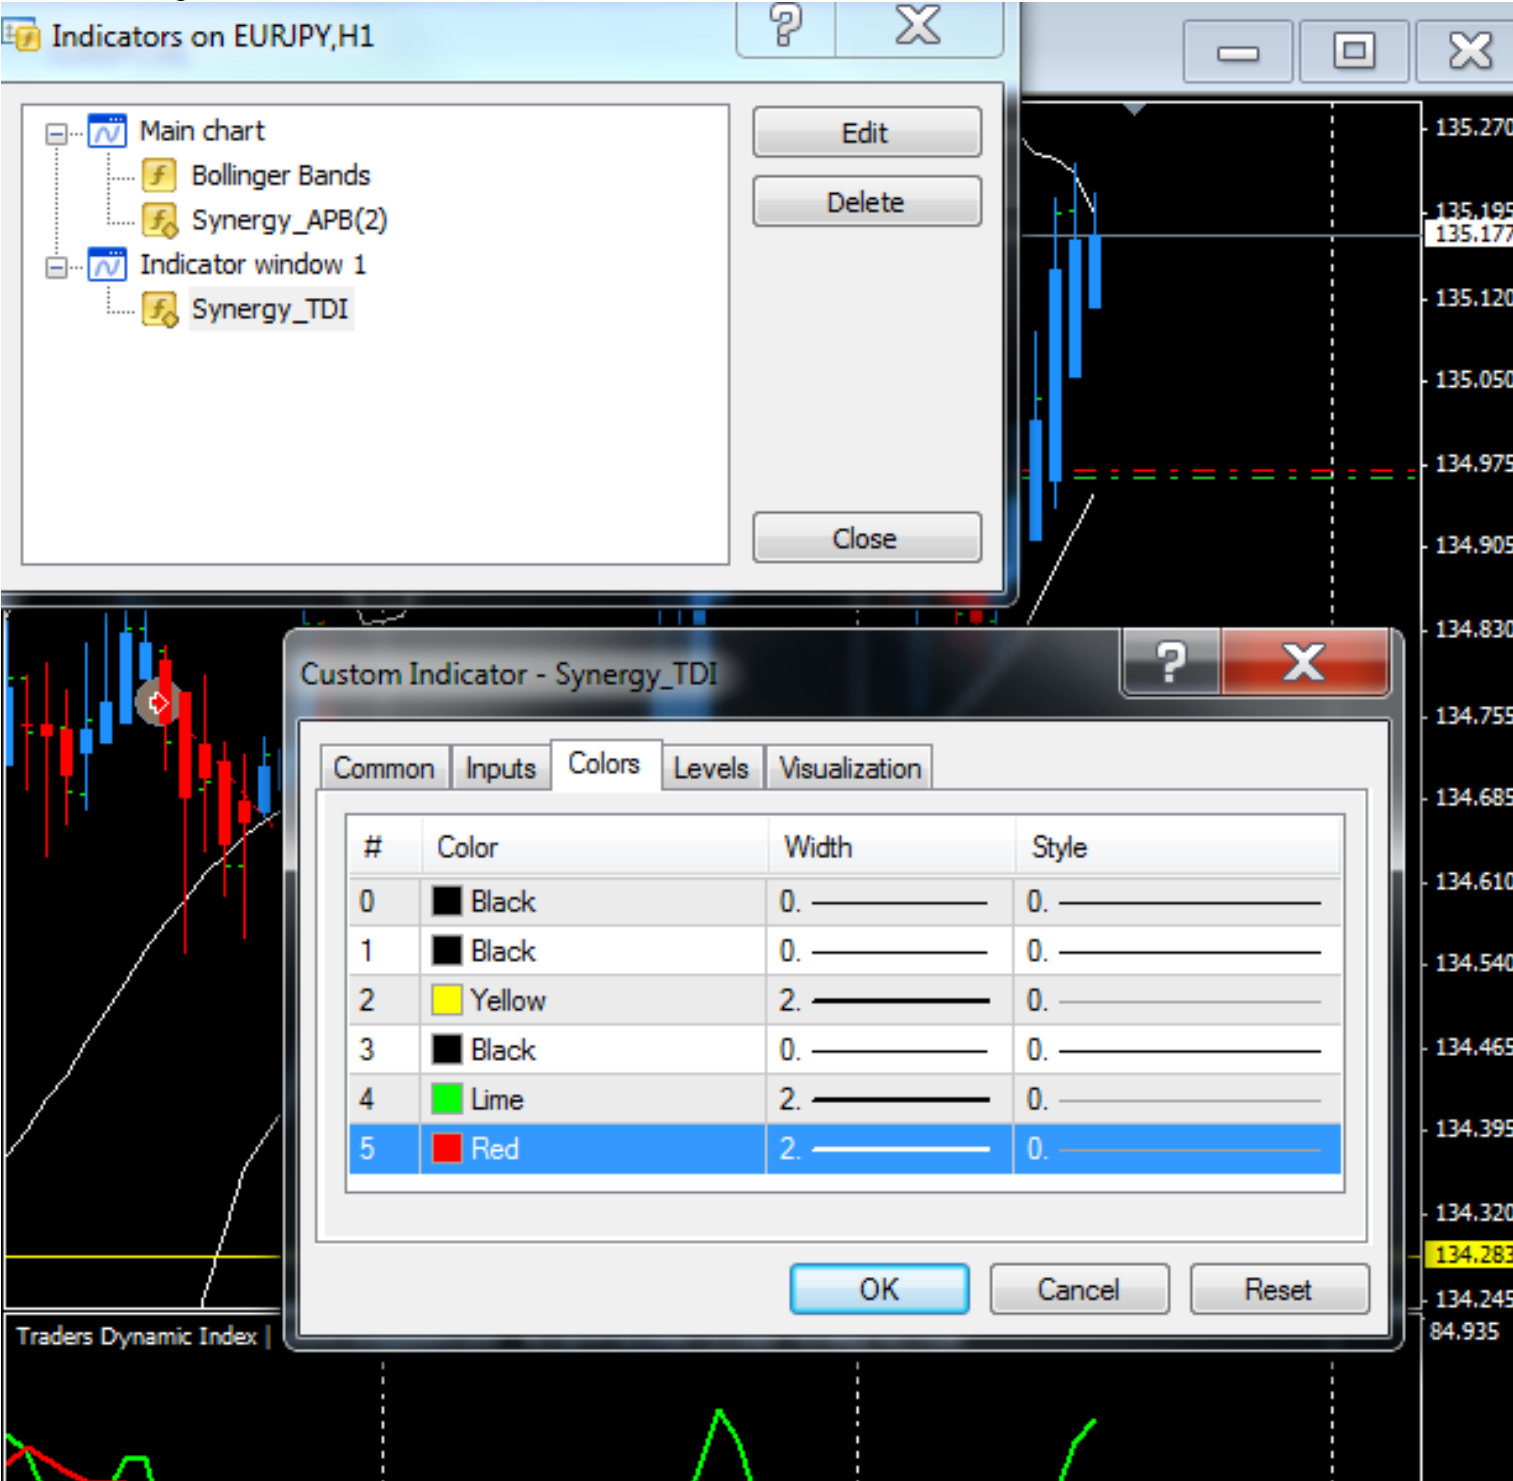 Indicators on EURJPY,H1
Main chart
Bollinger Bands
Synergy_APB(2)
Indicator window 1
Synergy_TDI
Edit
Delete
Close
135.270
135.195
135.177
135.120
135.050
134.975
134.905
134.830
134.755
134.685
134.610
134.540
134.465
134.395
134.320
134.283
134.245
Custom Indicator - Synergy_TDI
Common Inputs Colors Levels Visualization
# Color Width Style
0 Black 0. 0.
1 Black 0. 0.
2 Yellow 2. 0.
3 Black 0. 0.
4 Lime 2. 0.
5 Red 2. 0.
OK Cancel Reset
Traders Dynamic Index |
84.935